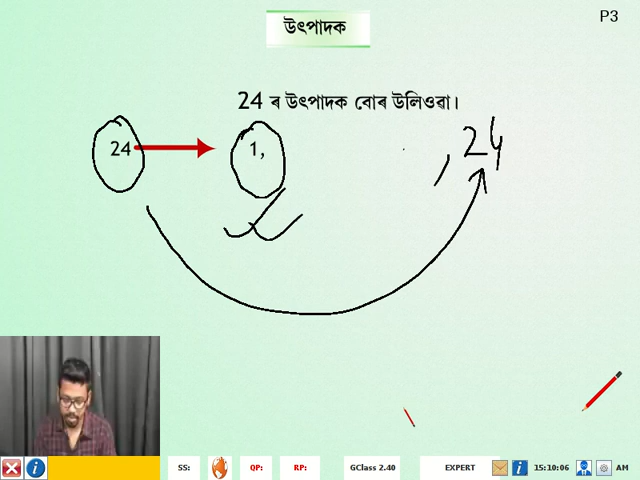 P3
উৎপাদক
24 ৰ উৎপাদক বোৰ উলিওৱা।
24 1, , 24
SS: QP: RP: GClass 2.40 EXPERT 15:10:06 AM